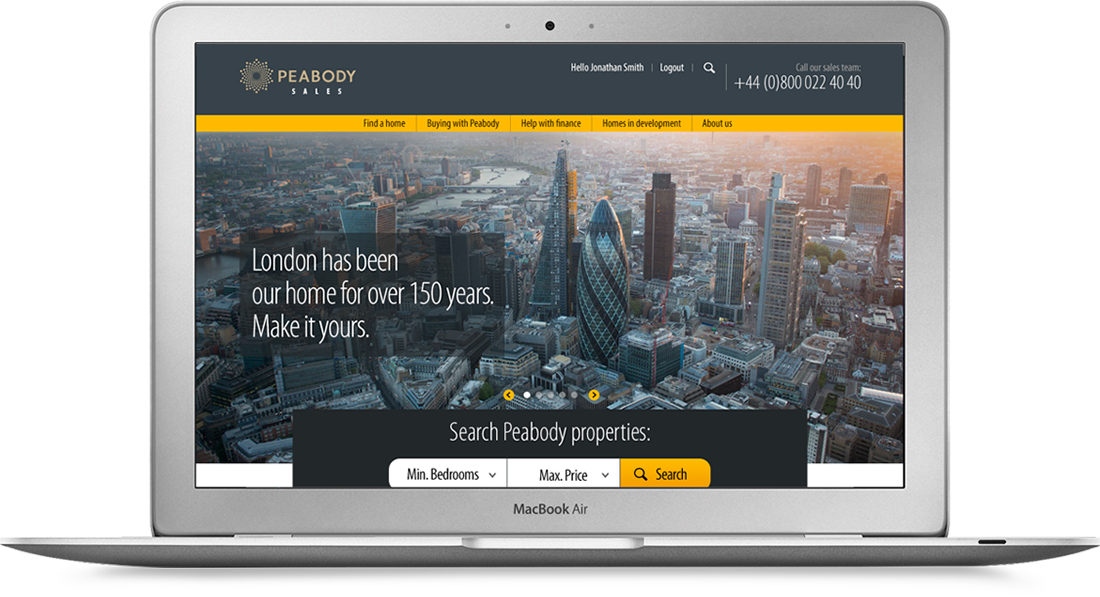 PEABODY
SALES
Hello Jonathan Smith | Logout |
Call our sales team:
+44 (0)800 022 40 40
Find a home | Buying with Peabody | Help with finance | Homes in development | About us
London has been
our home for over 150 years.
Make it yours.
Search Peabody properties:
Min. Bedrooms
Max. Price
Search
MacBook Air